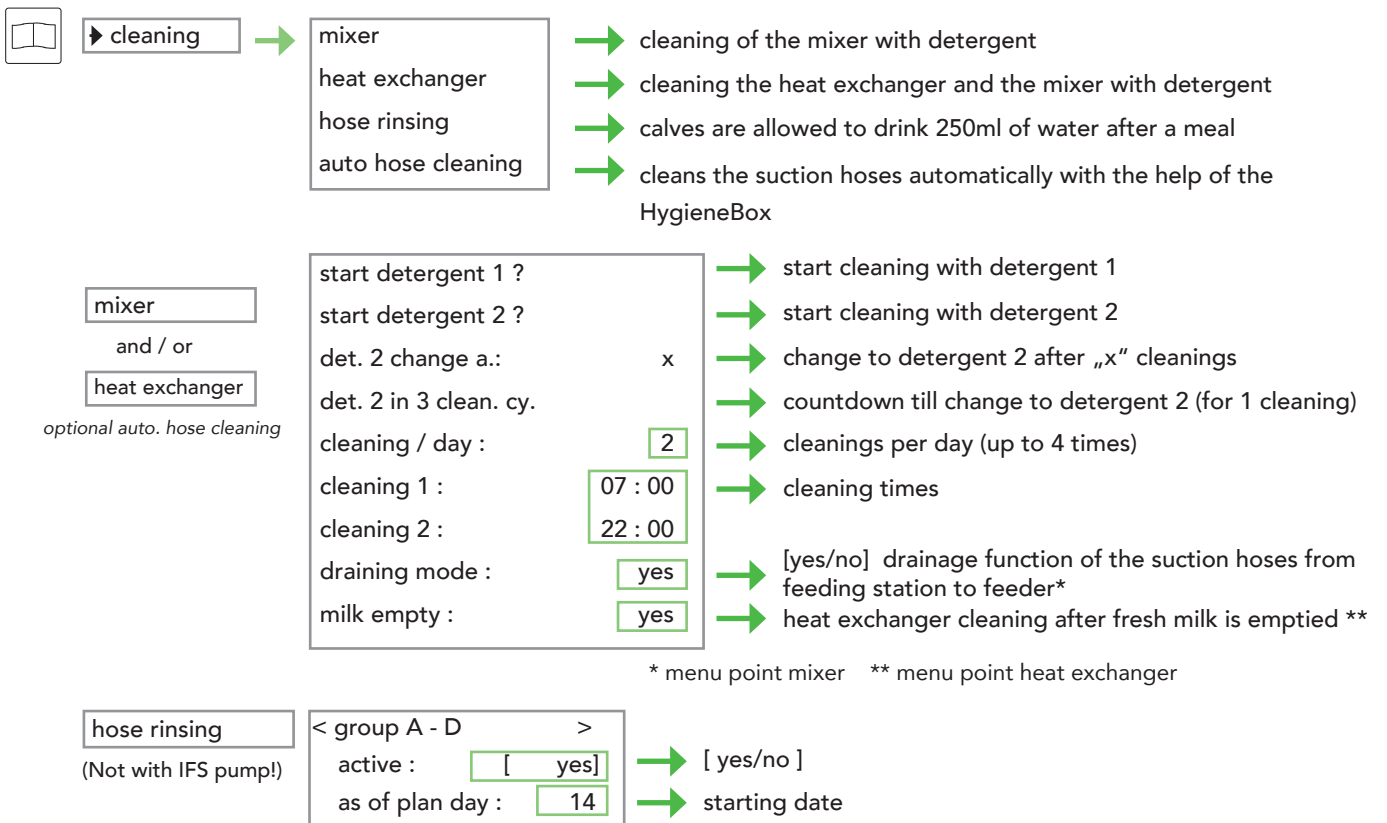 cleaning
mixer
cleaning of the mixer with detergent
heat exchanger
cleaning the heat exchanger and the mixer with detergent
hose rinsing
calves are allowed to drink 250ml of water after a meal
auto hose cleaning
cleans the suction hoses automatically with the help of the
HygieneBox
mixer
and / or
heat exchanger
optional auto. hose cleaning
start detergent 1 ?
start cleaning with detergent 1
start detergent 2 ?
start cleaning with detergent 2
det. 2 change a.: x
change to detergent 2 after „x“ cleanings
det. 2 in 3 clean. cy.
countdown till change to detergent 2 (for 1 cleaning)
cleaning / day : 2
cleanings per day (up to 4 times)
cleaning 1 : 07 : 00
cleaning times
cleaning 2 : 22 : 00
draining mode : yes
[yes/no] drainage function of the suction hoses from
feeding station to feeder*
milk empty : yes
heat exchanger cleaning after fresh milk is emptied **
* menu point mixer ** menu point heat exchanger
hose rinsing
(Not with IFS pump!)
< group A - D >
active : [ yes]
[ yes/no ]
as of plan day : 14
starting date